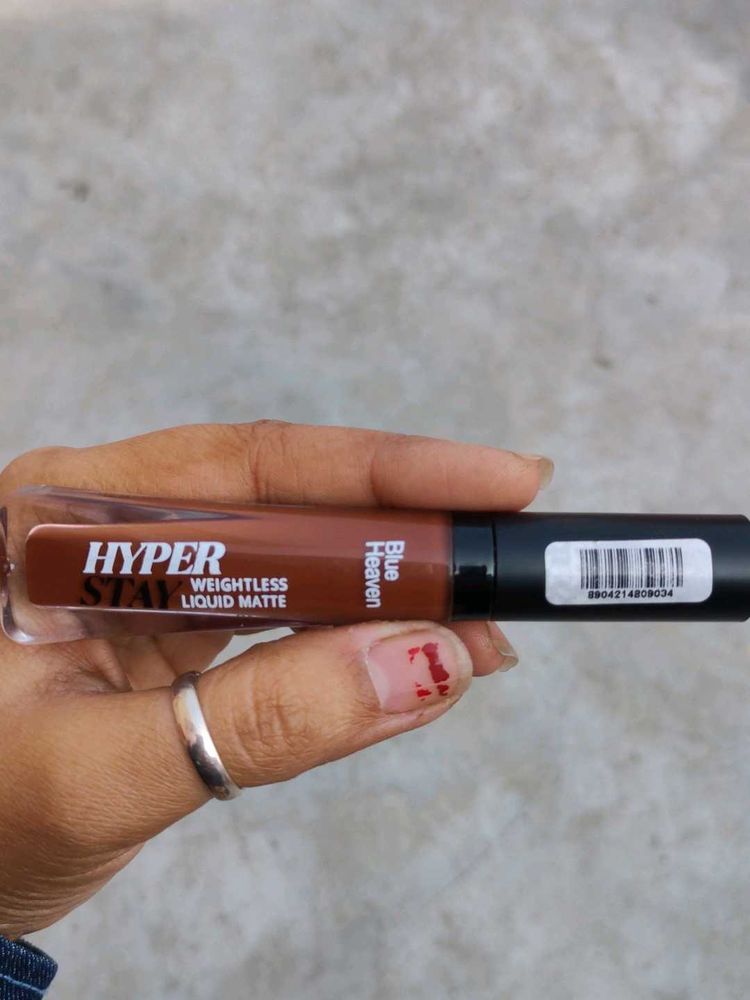 HYPER
STAY WEIGHTLESS
LIQUID MATTE
Blue
Heaven
8904214809034